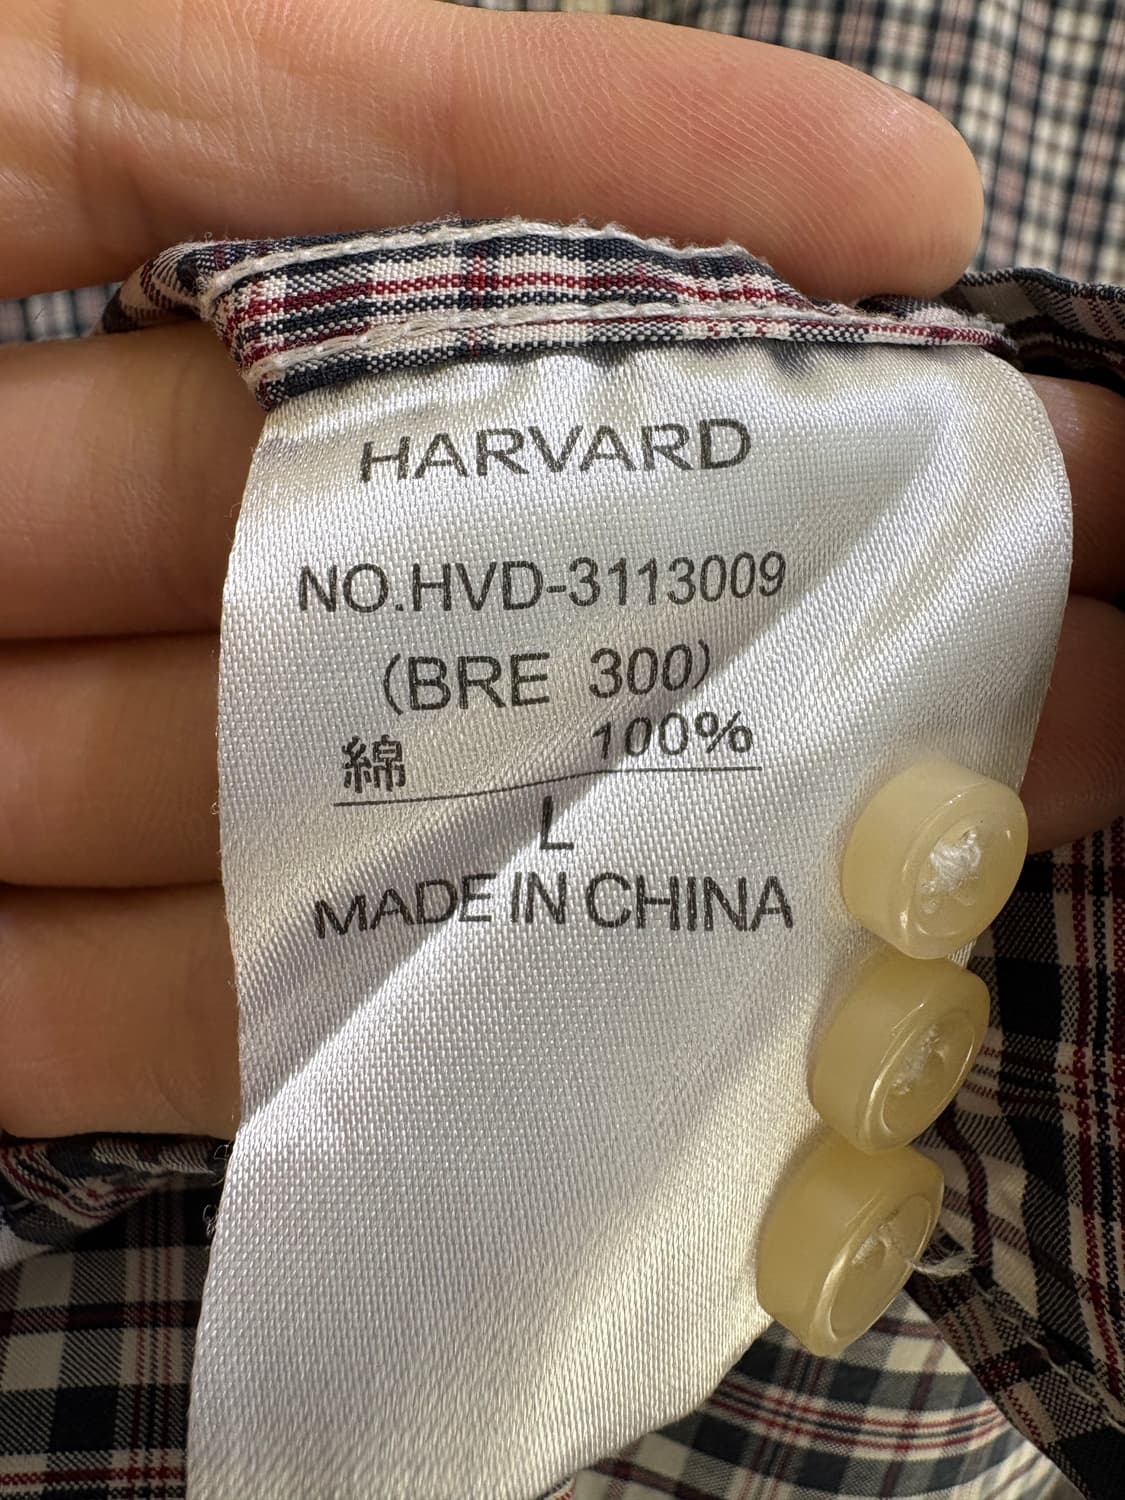 HARVARD
NO.HVD-3113009
(BRE 300)
綿 100%
L
MADE IN CHINA